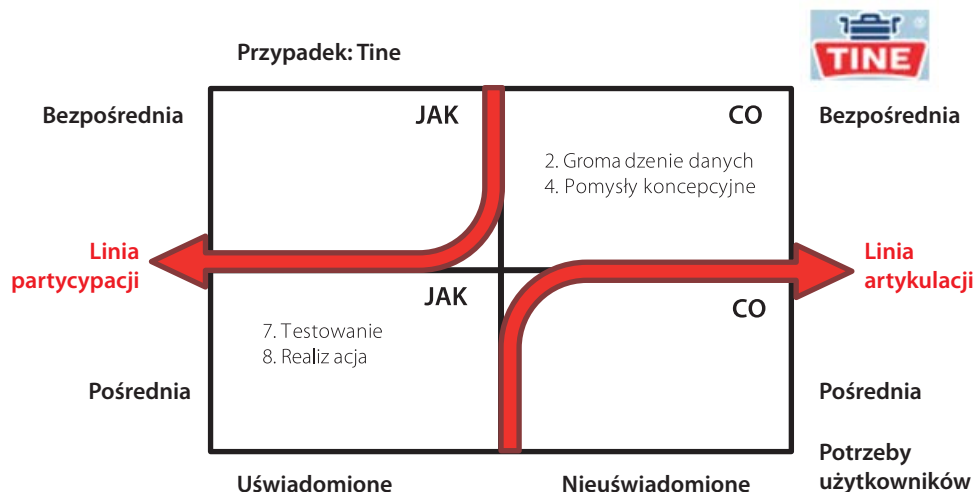 Przypadek: Tine
TINE
®
Bezpośrednia
JAK
CO
Bezpośrednia
2. Groma dzenie danych
4. Pomysły koncepcyjne
Linia
partycypacji
Linia
artykulacji
JAK
CO
7. Testowanie
8. Realiz acja
Pośrednia
Pośrednia
Uświadomione
Nieuświadomione
Potrzeby
użytkowników